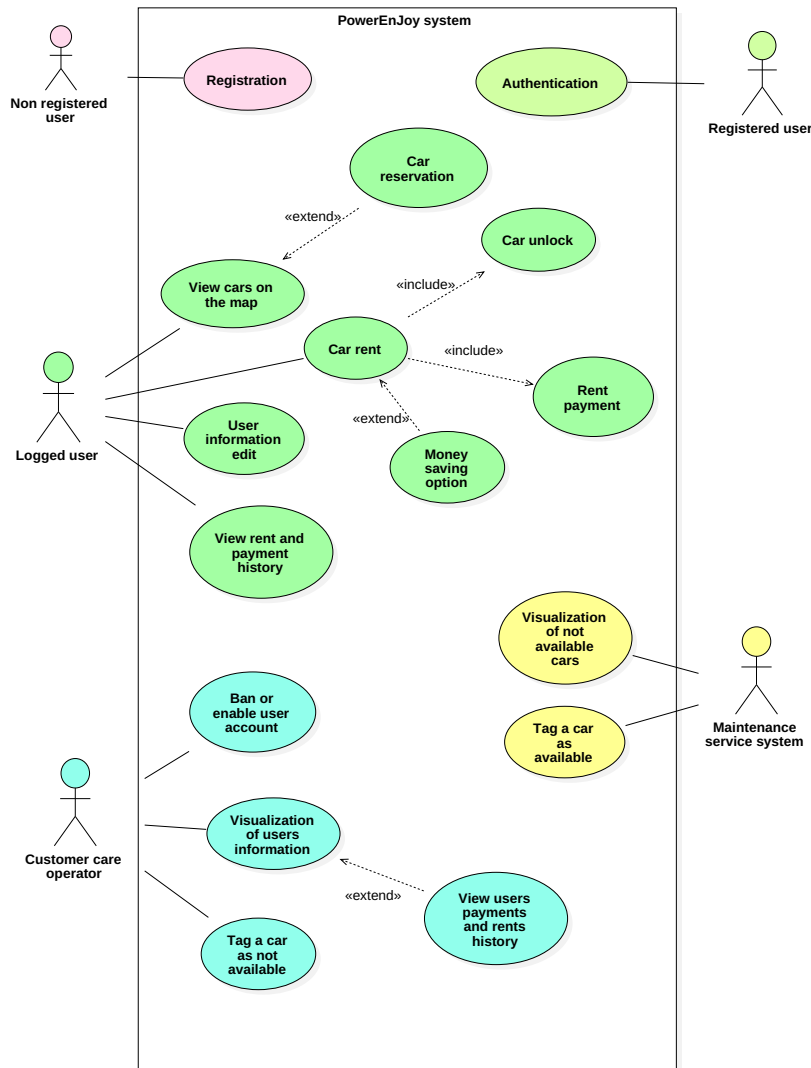 PowerEnJoy system
Non registered
user
Registration
Authentication
Registered user
Car
reservation
«extend»
Car unlock
View cars on
the map
«include»
Car rent
«include»
Rent
payment
Logged user
User
information
edit
«extend»
Money
saving
option
View rent and
payment
history
Visualization
of not
available
cars
Ban or
enable user
account
Tag a car
as
available
Maintenance
service system
Customer care
operator
Visualization
of users
information
«extend»
View users
payments
and rents
history
Tag a car
as not
available